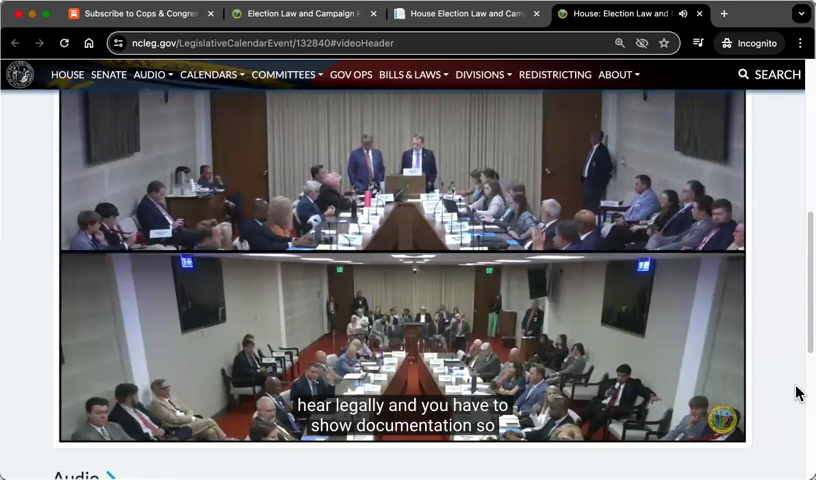 Subscribe to Cops & Congre
Election Law and Campaign F
House Election Law and Cam
House: Election Law and
ncleg.gov/LegislativeCalendarEvent/132840#videoHeader
Incognito
HOUSE SENATE AUDIO CALENDARS COMMITTEES GOV OPS BILLS & LAWS DIVISIONS REDISTRICTING ABOUT SEARCH
hear legally and you have to
show documentation so
Audio